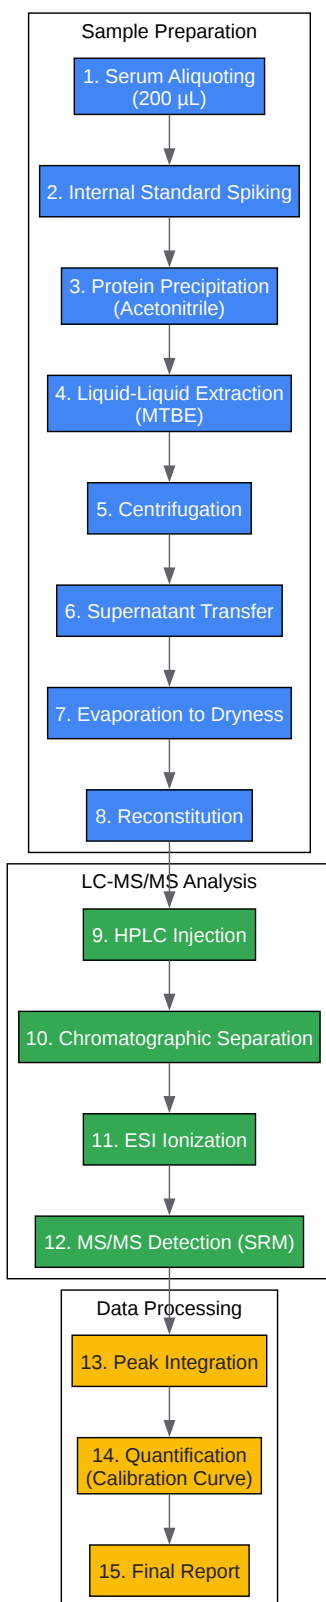 Sample Preparation
1. Serum Aliquoting
(200 µL)
2. Internal Standard Spiking
3. Protein Precipitation
(Acetonitrile)
4. Liquid-Liquid Extraction
(MTBE)
5. Centrifugation
6. Supernatant Transfer
7. Evaporation to Dryness
8. Reconstitution
LC-MS/MS Analysis
9. HPLC Injection
10. Chromatographic Separation
11. ESI Ionization
12. MS/MS Detection (SRM)
Data Processing
13. Peak Integration
14. Quantification
(Calibration Curve)
15. Final Report